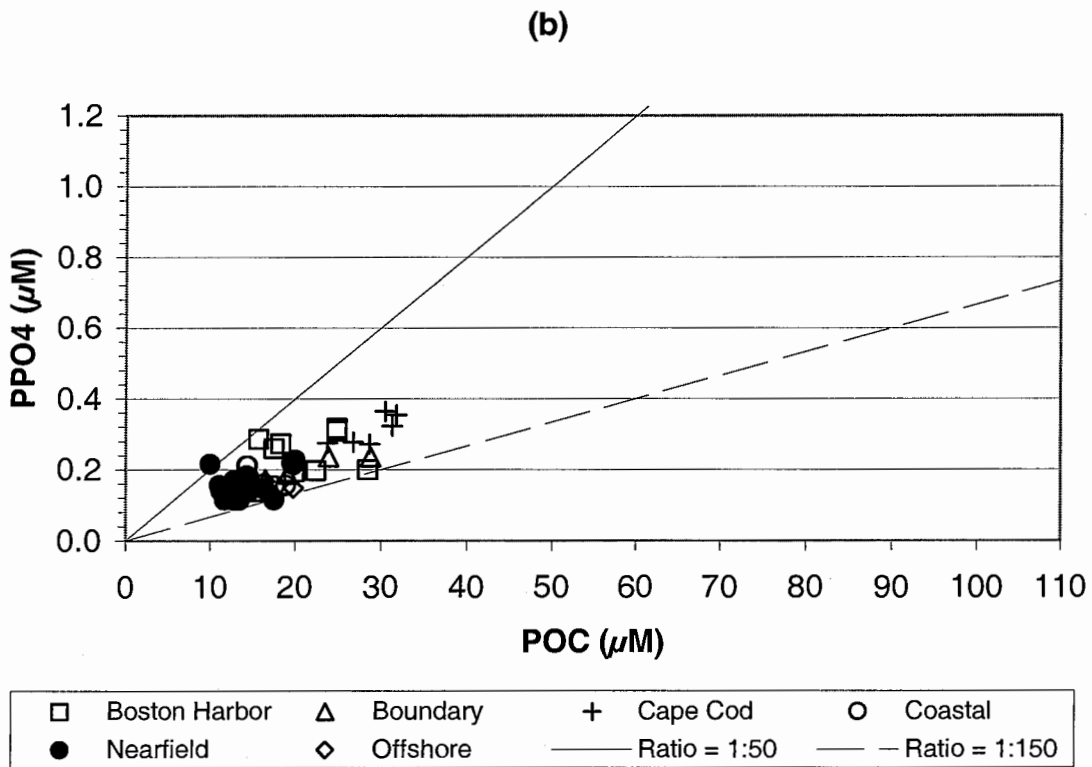 (b)
1.2
1.0
0.8
0.6
0.4
0.2
0.0
PPO4 (µM)
0 10 20 30 40 50 60 70 80 90 100 110
POC (µM)
Boston Harbor Boundary Cape Cod Coastal
Nearfield Offshore Ratio = 1:50 Ratio = 1:150